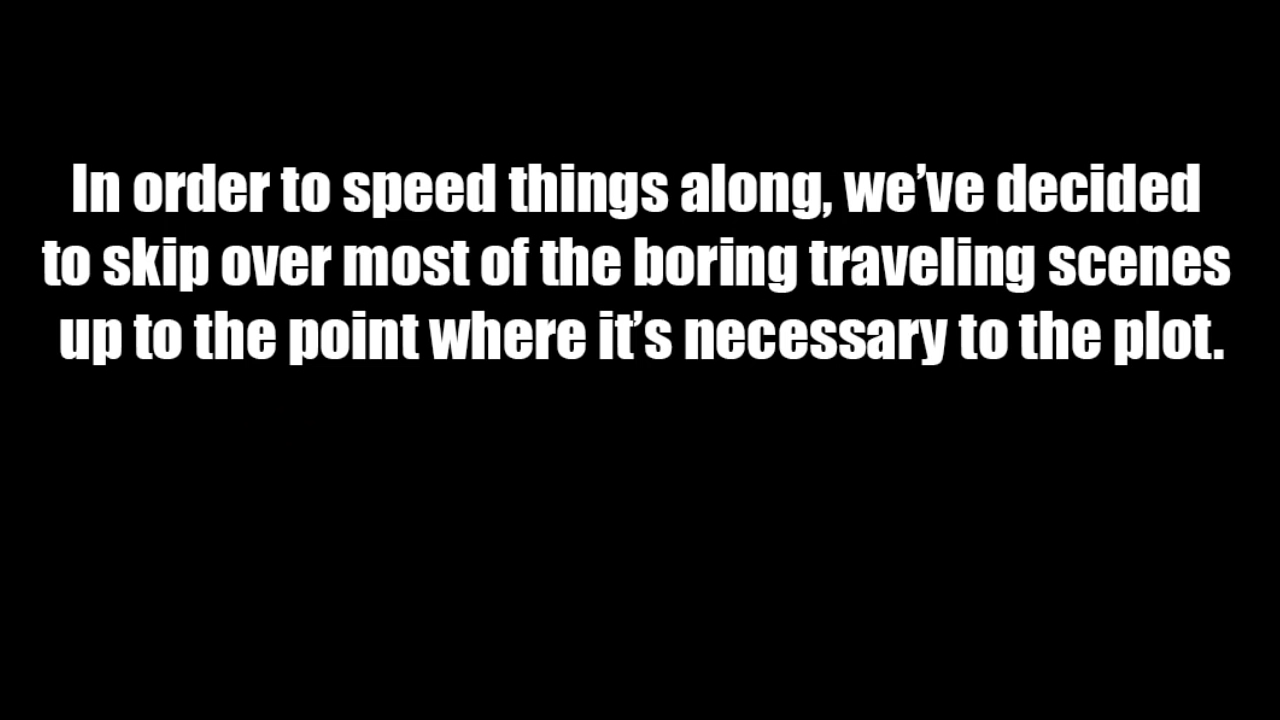 In order to speed things along, we’ve decided
to skip over most of the boring traveling scenes
up to the point where it’s necessary to the plot.